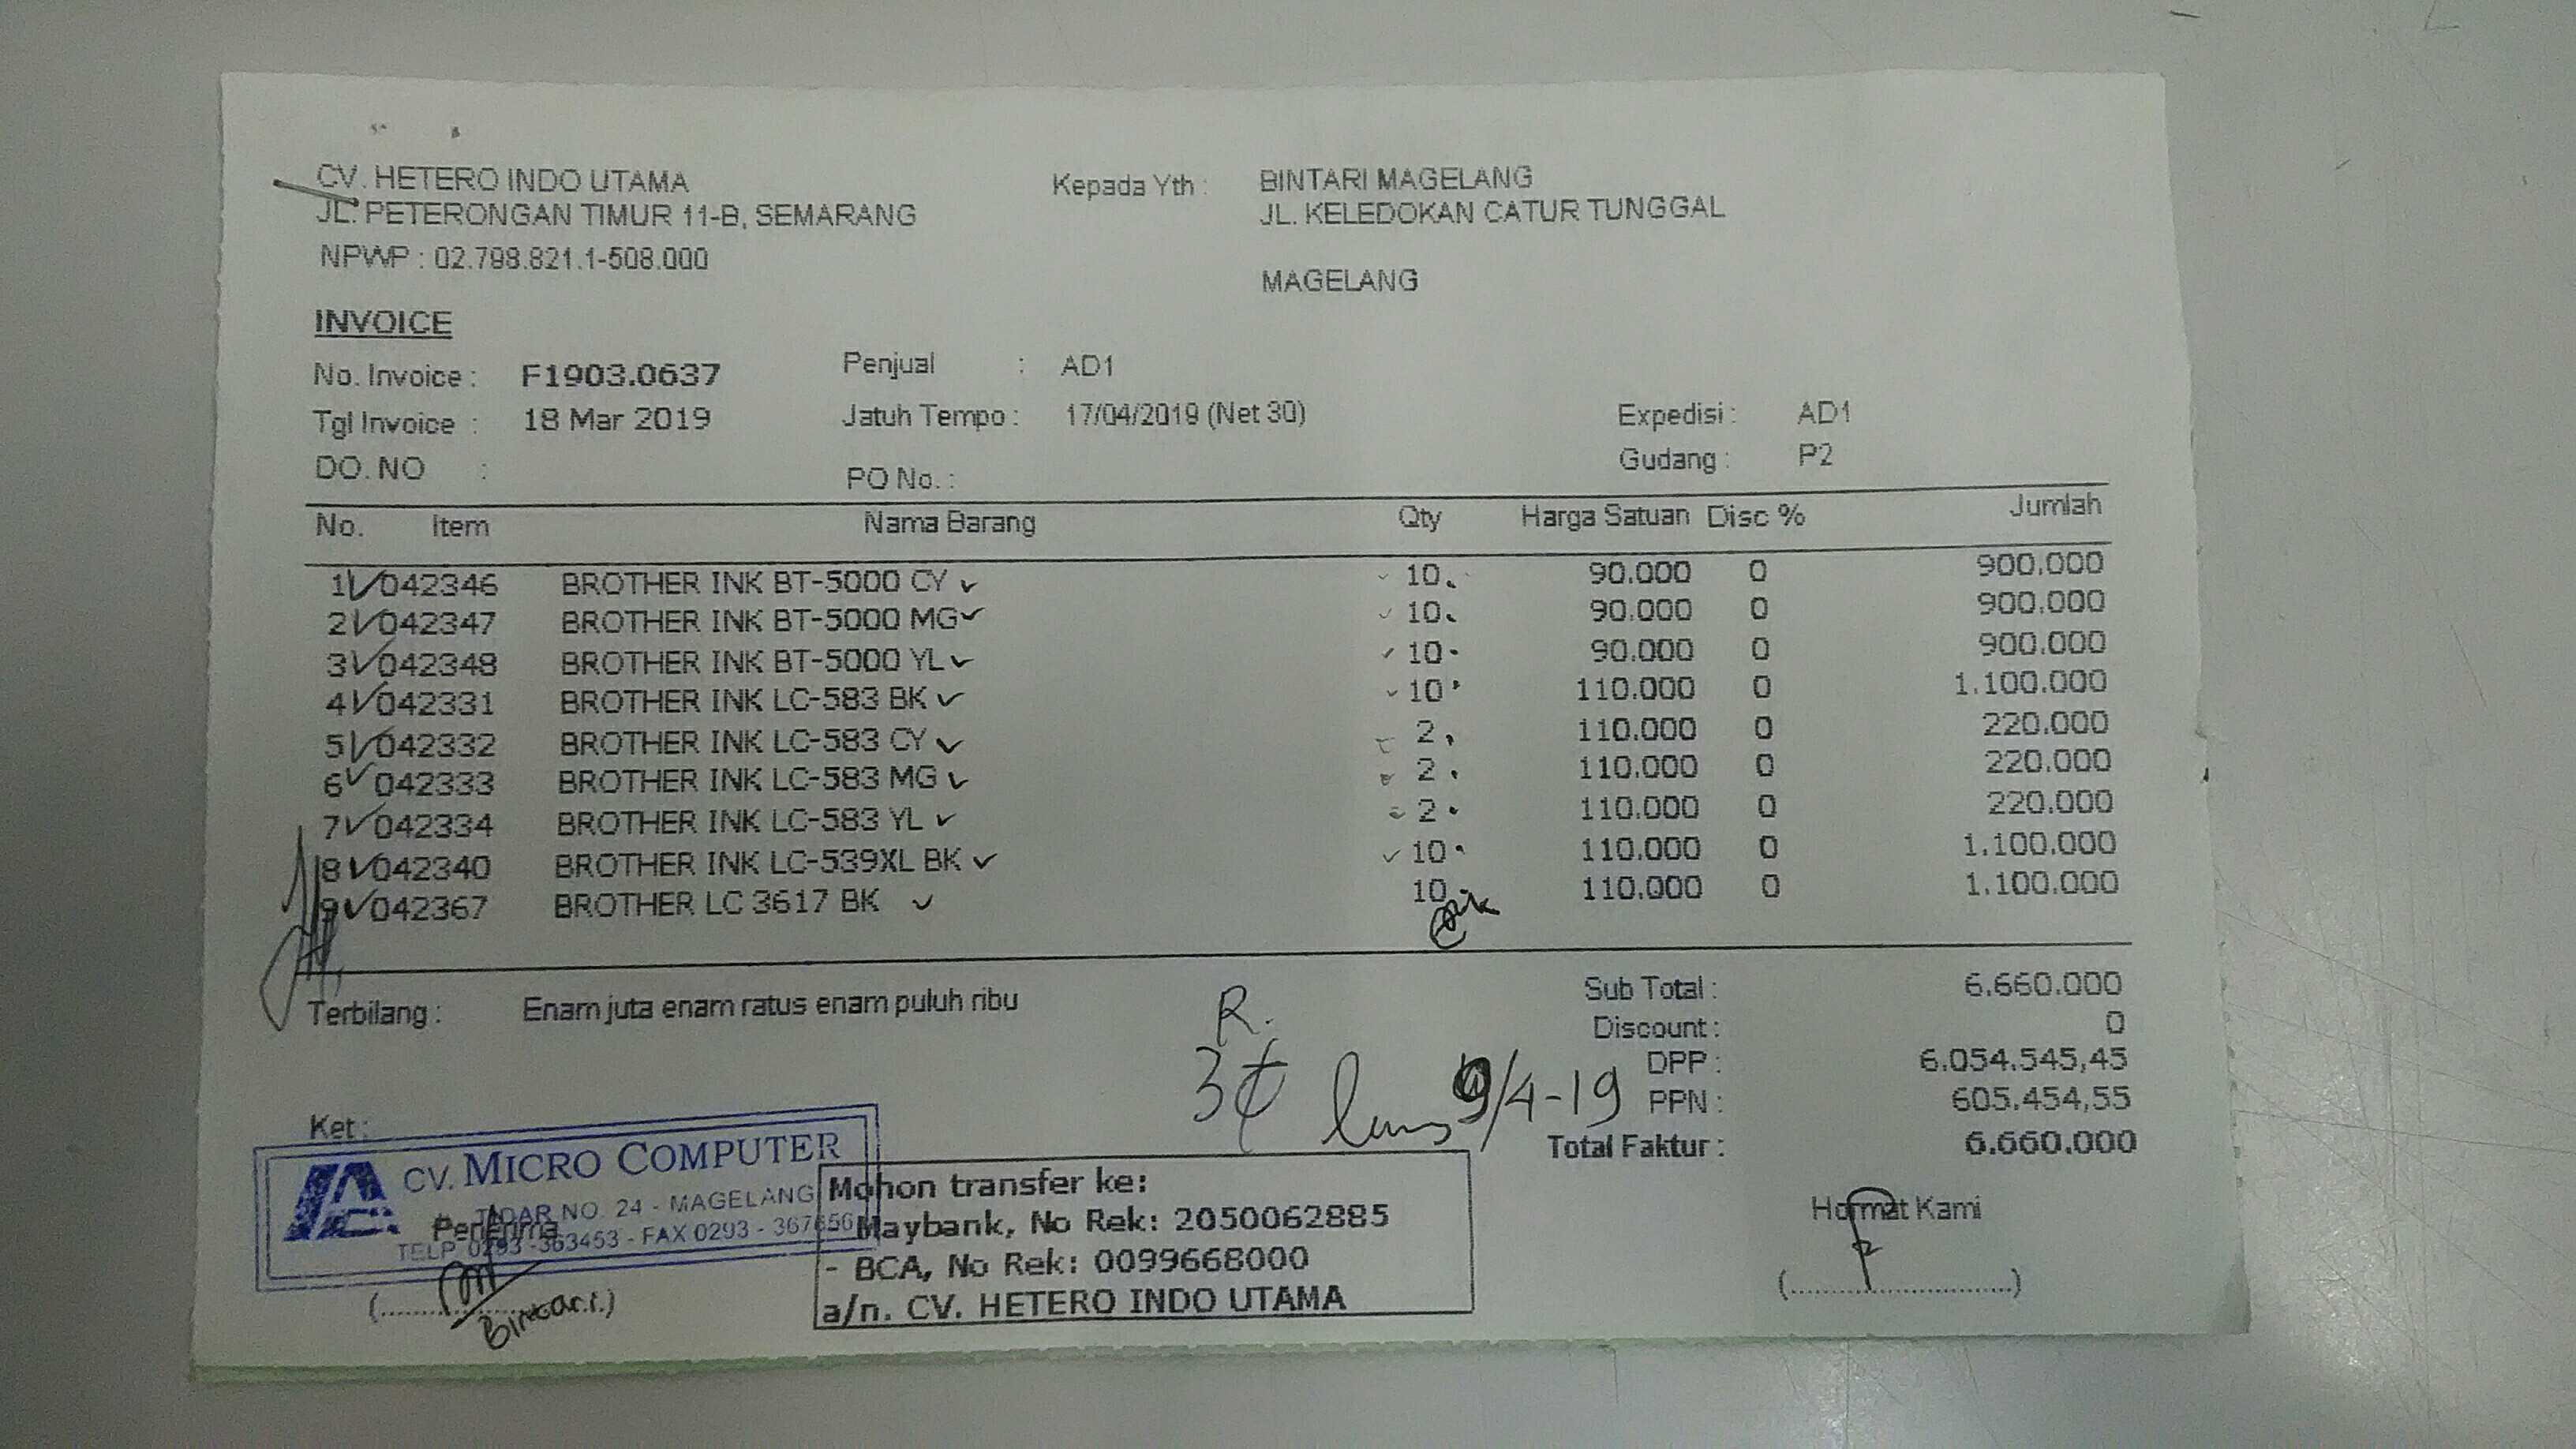 CV. HETERO INDO UTAMA
JL. PETERONGAN TIMUR 11-B, SEMARANG
NPWP : 02.798.821.1-508.000
Kepada Yth : BINTARI MAGELANG
JL. KELEDOKAN CATUR TUNGGAL
MAGELANG
INVOICE
No. Invoice : F1903.0637 Penjual : AD1
Tgl Invoice : 18 Mar 2019 Jatuh Tempo : 17/04/2019 (Net 30) Expedisi : AD1
DO. NO : PO No. : Gudang : P2
No. Item Nama Barang Qty Harga Satuan Disc % Jumlah
1 042346 BROTHER INK BT-5000 CY 10 90.000 0 900.000
2 042347 BROTHER INK BT-5000 MG 10 90.000 0 900.000
3 042348 BROTHER INK BT-5000 YL 10 90.000 0 900.000
4 042331 BROTHER INK LC-583 BK 10 110.000 0 1.100.000
5 042332 BROTHER INK LC-583 CY 2 110.000 0 220.000
6 042333 BROTHER INK LC-583 MG 2 110.000 0 220.000
7 042334 BROTHER INK LC-583 YL 2 110.000 0 220.000
8 042340 BROTHER INK LC-539XL BK 10 110.000 0 1.100.000
9 042367 BROTHER LC 3617 BK 10 110.000 0 1.100.000
Terbilang : Enam juta enam ratus enam puluh ribu
Sub Total : 6.660.000
Discount : 0
DPP : 6.054.545,45
PPN : 605.454,55
Total Faktur : 6.660.000
R.
9/4-19
Ket :
CV. MICRO COMPUTER
TIDAR NO. 24 - MAGELANG
TELP. 0293 - 363453 - FAX 0293 - 367656
Penerima
Bintari
Mohon transfer ke:
Maybank, No Rek: 2050062885
- BCA, No Rek: 0099668000
a/n. CV. HETERO INDO UTAMA
Hormat Kami